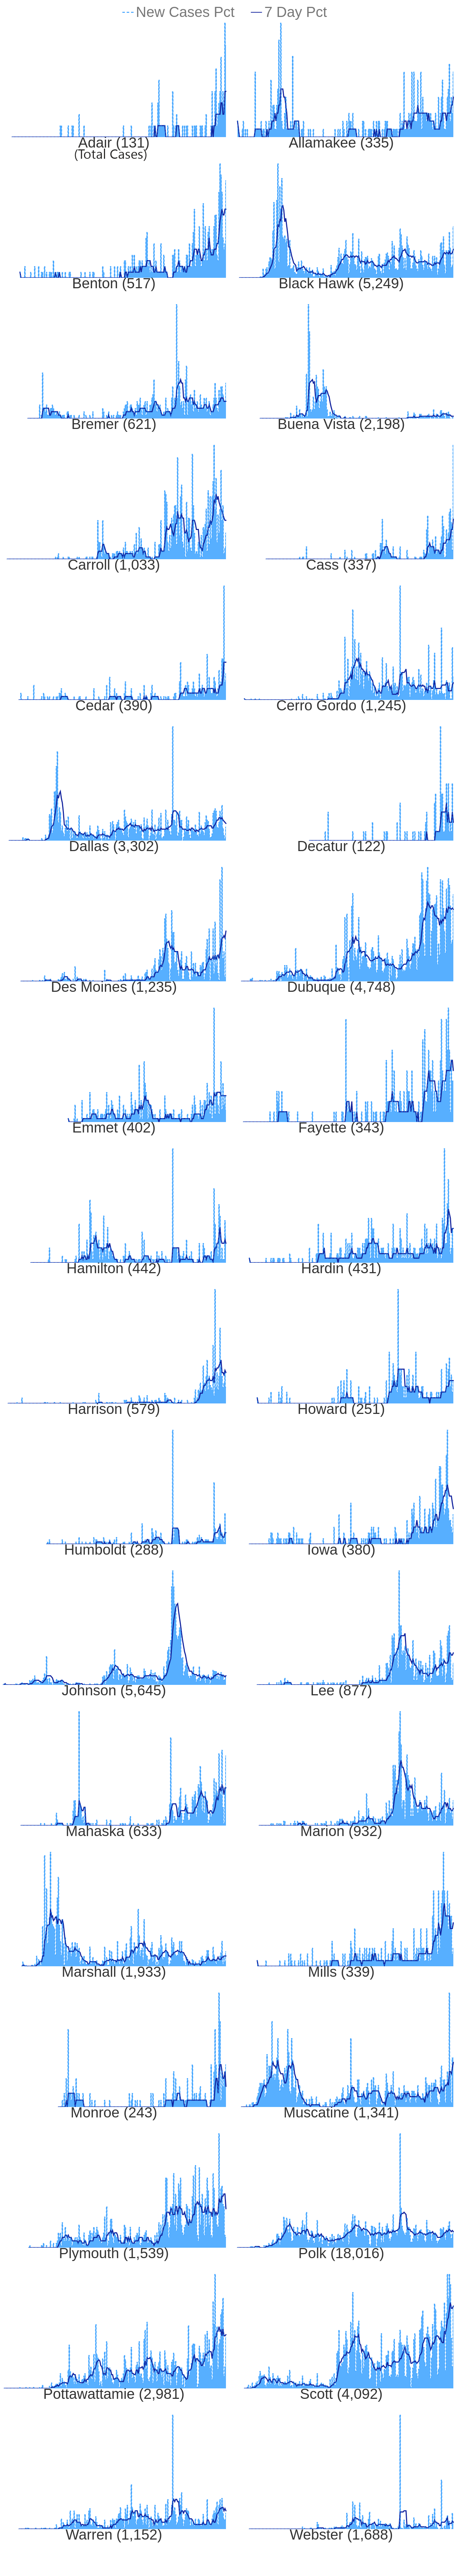 New Cases Pct 7 Day Pct
Adair (131) Allamakee (335)
(Total Cases)
Benton (517) Black Hawk (5,249)
Bremer (621) Buena Vista (2,198)
Carroll (1,033) Cass (337)
Cedar (390) Cerro Gordo (1,245)
Dallas (3,302) Decatur (122)
Des Moines (1,235) Dubuque (4,748)
Emmet (402) Fayette (343)
Hamilton (442) Hardin (431)
Harrison (579) Howard (251)
Humboldt (288) Iowa (380)
Johnson (5,645) Lee (877)
Mahaska (633) Marion (932)
Marshall (1,933) Mills (339)
Monroe (243) Muscatine (1,341)
Plymouth (1,539) Polk (18,016)
Pottawattamie (2,981) Scott (4,092)
Warren (1,152) Webster (1,688)